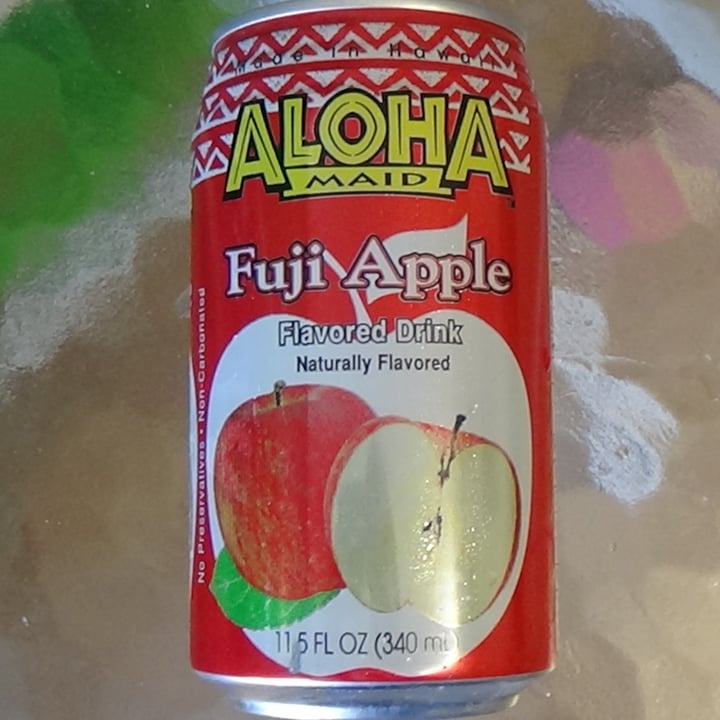 Made In Hawaii
ALOHA
MAID
TM
Fuji Apple
Flavored Drink
Naturally Flavored
No Preservatives • Non-Carbonated
11.5 FL OZ (340 mL)